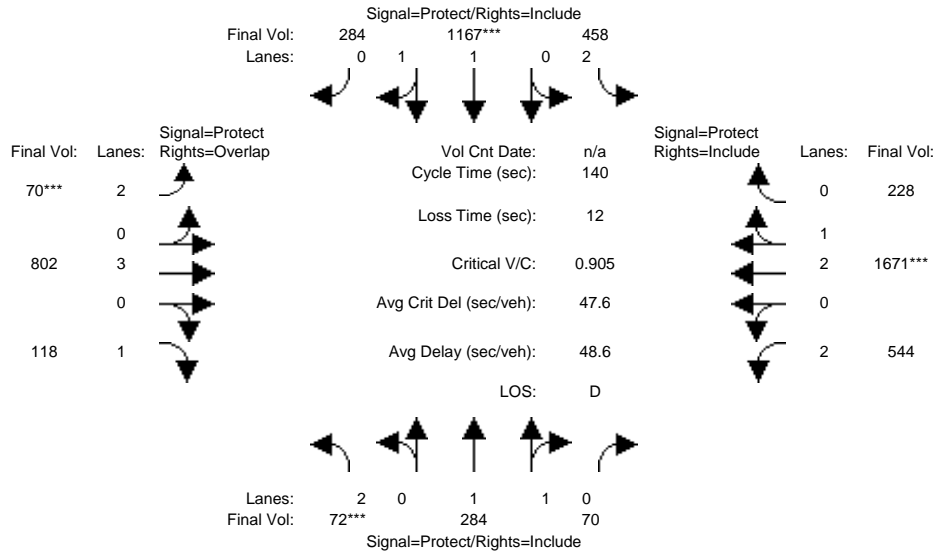 Signal=Protect/Rights=Include
Final Vol: 284 1167*** 458
Lanes: 0 1 1 0 2
Signal=Protect Signal=Protect
Final Vol: Lanes: Rights=Overlap Vol Cnt Date: n/a Rights=Include Lanes: Final Vol:
Cycle Time (sec): 140
70*** 2 0 228
Loss Time (sec): 12
0 1
802 3 Critical V/C: 0.905 2 1671***
0 Avg Crit Del (sec/veh): 47.6 0
118 1 Avg Delay (sec/veh): 48.6 2 544
LOS: D
Lanes: 2 0 1 1 0
Final Vol: 72*** 284 70
Signal=Protect/Rights=Include